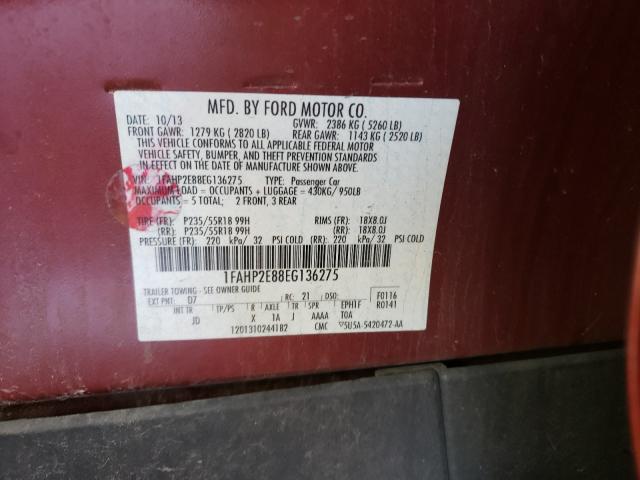 MFD. BY FORD MOTOR CO.
DATE: 10/13 GVWR: 2386 KG ( 5260 LB)
FRONT GAWR: 1279 KG ( 2820 LB) REAR GAWR: 1143 KG ( 2520 LB)
THIS VEHICLE CONFORMS TO ALL APPLICABLE FEDERAL MOTOR
VEHICLE SAFETY, BUMPER, AND THEFT PREVENTION STANDARDS
IN EFFECT ON THE DATE OF MANUFACTURE SHOWN ABOVE.
VIN: 1FAHP2E88EG136275 TYPE: Passenger Car
MAXIMUM LOAD = OCCUPANTS + LUGGAGE = 430KG/ 950LB
OCCUPANTS = 5 TOTAL: 2 FRONT, 3 REAR
TIRE (FR): P235/55R18 99H RIMS (FR): 18X8.0J
(RR): P235/55R18 99H (RR): 18X8.0J
PRESSURE (FR): 220 kPa/ 32 PSI COLD (RR): 220 kPa/ 32 PSI COLD
1FAHP2E88EG136275
TRAILER TOWING - SEE OWNER GUIDE
EXT PNT: D7 RC: 21 DSO: F0116
INT TR TP/PS R AXLE TR SPR EPH1F R0141
JD X 1A J AAAA TOA
1201310244182 CMC 5U5A-5420472-AA